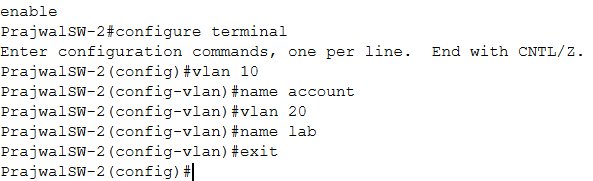 enable
PrajwalSW-2#configure terminal
Enter configuration commands, one per line.  End with CNTL/Z.
PrajwalSW-2(config)#vlan 10
PrajwalSW-2(config-vlan)#name account
PrajwalSW-2(config-vlan)#vlan 20
PrajwalSW-2(config-vlan)#name lab
PrajwalSW-2(config-vlan)#exit
PrajwalSW-2(config)#